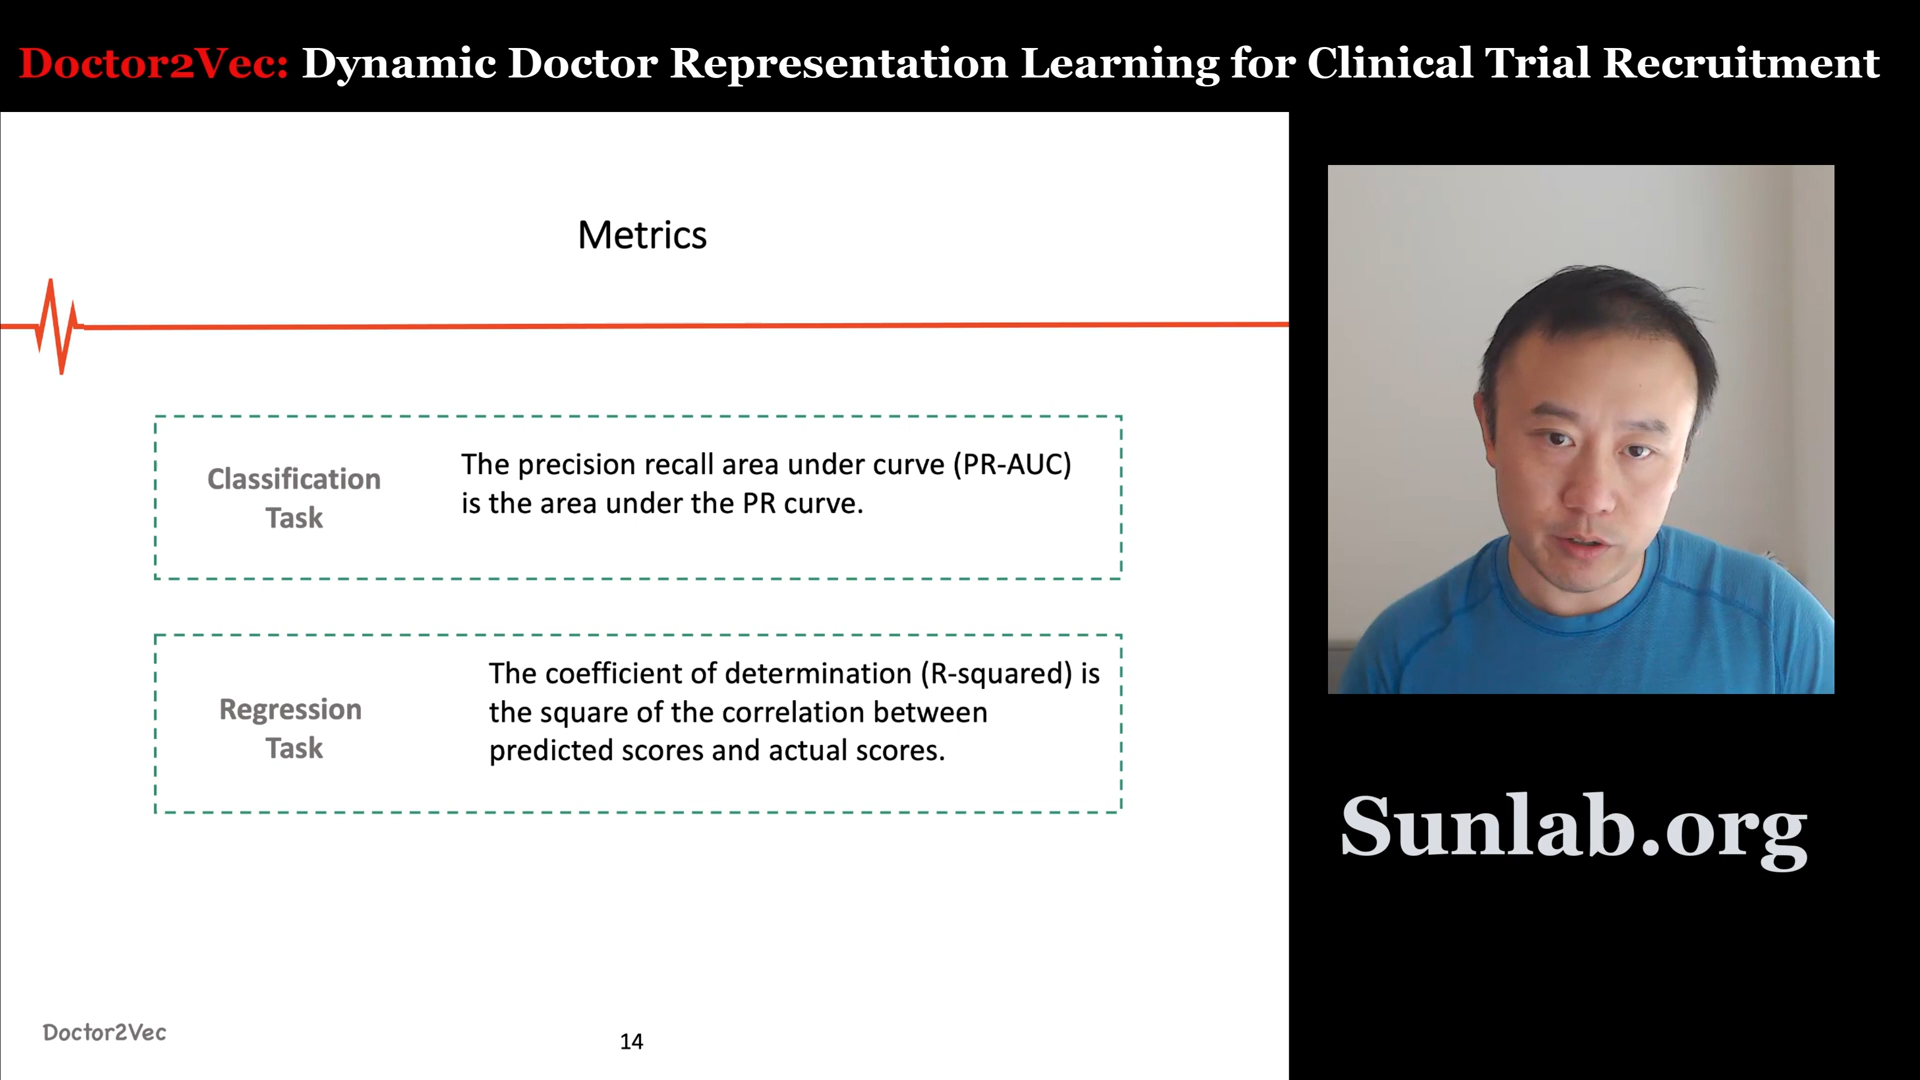 Doctor2Vec: Dynamic Doctor Representation Learning for Clinical Trial Recruitment
Metrics
Classification
Task
The precision recall area under curve (PR-AUC)
is the area under the PR curve.
Regression
Task
The coefficient of determination (R-squared) is
the square of the correlation between
predicted scores and actual scores.
Sunlab.org
Doctor2Vec
14